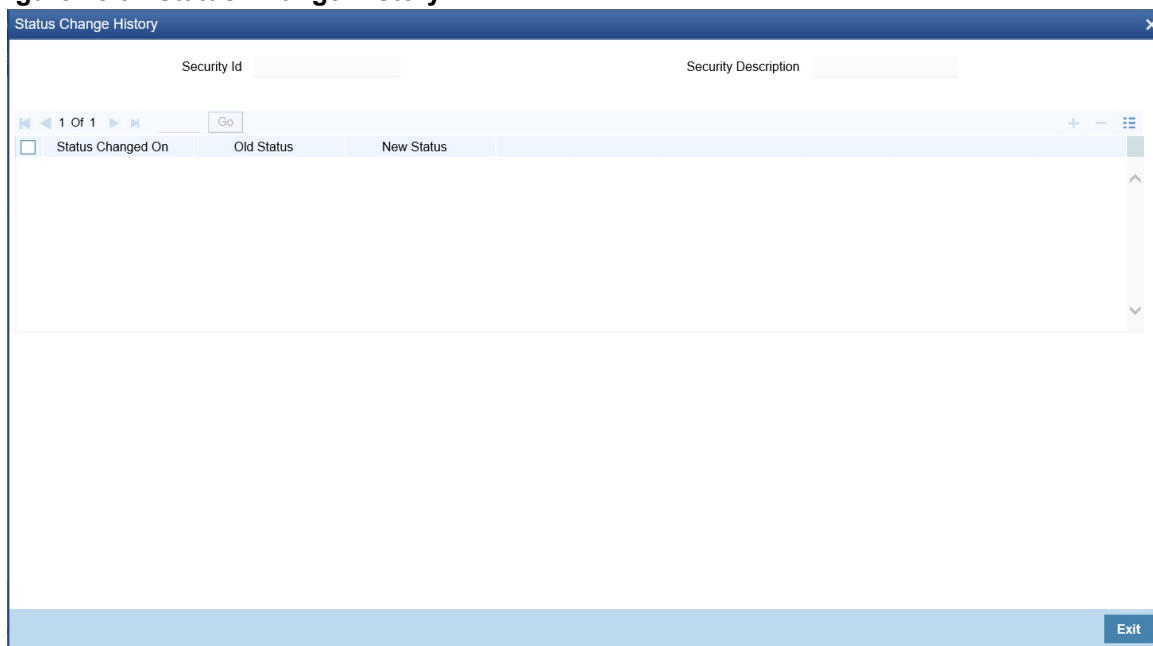 Status Change History
Security Id Security Description
1 Of 1 Go
Status Changed On Old Status New Status
Exit